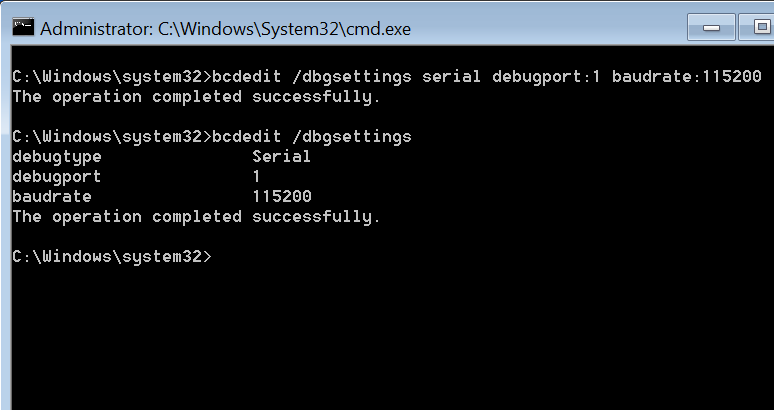 Administrator: C:\Windows\System32\cmd.exe
C:\Windows\system32>bcdedit /dbgsettings serial debugport:1 baudrate:115200
The operation completed successfully.
C:\Windows\system32>bcdedit /dbgsettings
debugtype Serial
debugport 1
baudrate 115200
The operation completed successfully.
C:\Windows\system32>